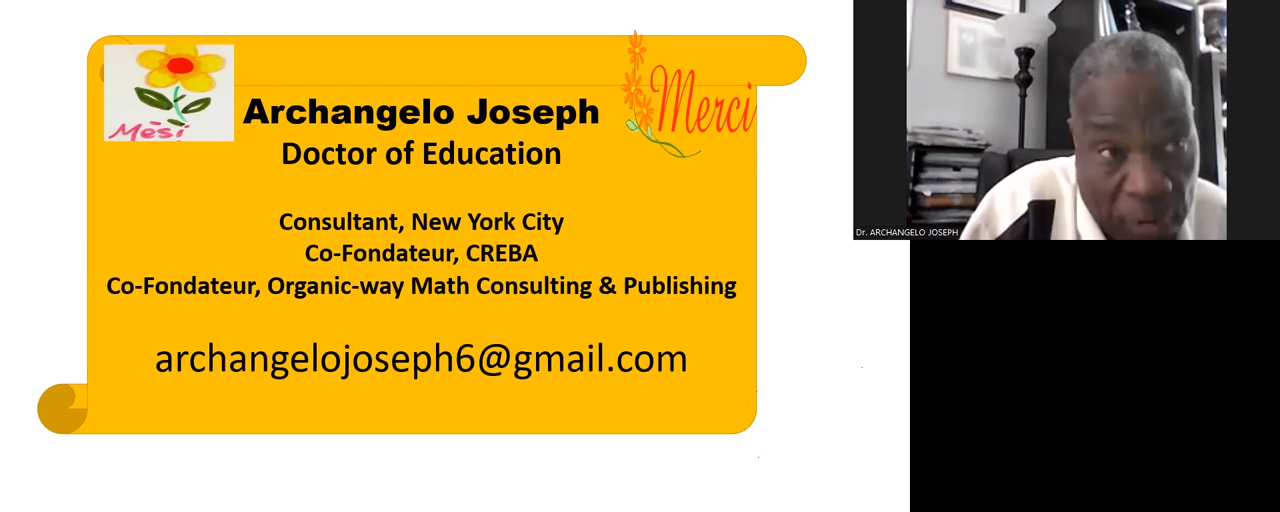 Mèsi
Merci
Archangelo Joseph
Doctor of Education
Consultant, New York City
Co-Fondateur, CREBA
Co-Fondateur, Organic-way Math Consulting & Publishing
archangelojoseph6@gmail.com
Dr. ARCHANGELO JOSEPH